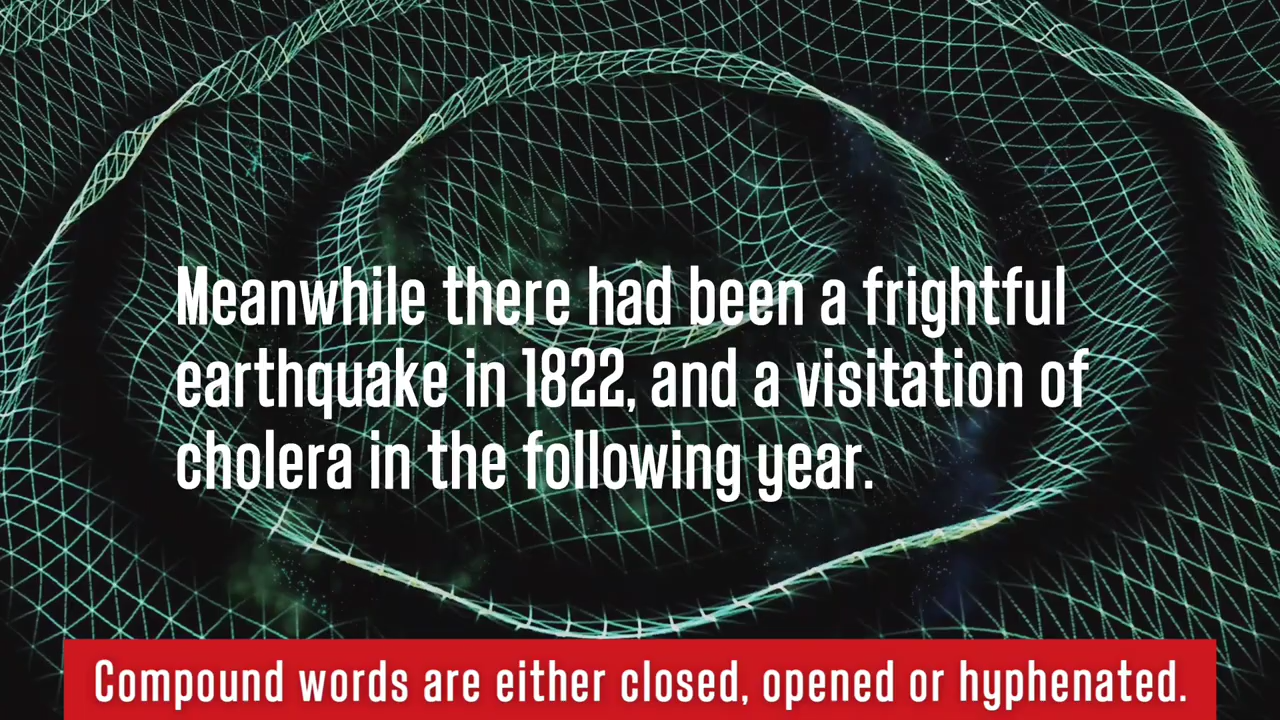 Meanwhile there had been a frightful
earthquake in 1822, and a visitation of
cholera in the following year.
Compound words are either closed, opened or hyphenated.